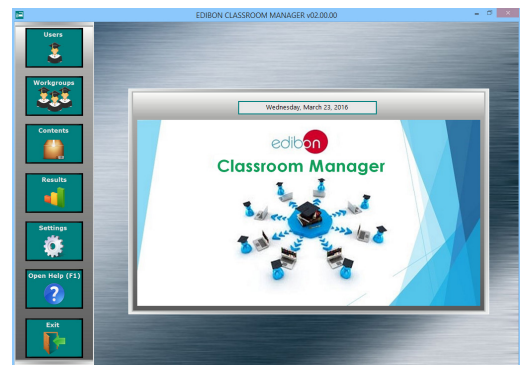 EDIBON CLASSROOM MANAGER v02.00.00
Users
Workgroups
Contents
Results
Settings
Open Help (F1)
Exit
Wednesday, March 23, 2016
edibon
Classroom Manager